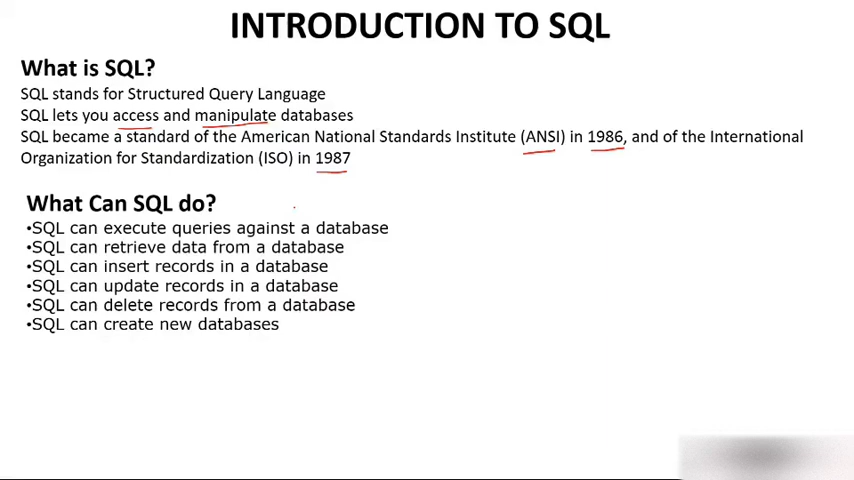 INTRODUCTION TO SQL
What is SQL?
SQL stands for Structured Query Language
SQL lets you access and manipulate databases
SQL became a standard of the American National Standards Institute (ANSI) in 1986, and of the International
Organization for Standardization (ISO) in 1987
What Can SQL do?
•SQL can execute queries against a database
•SQL can retrieve data from a database
•SQL can insert records in a database
•SQL can update records in a database
•SQL can delete records from a database
•SQL can create new databases